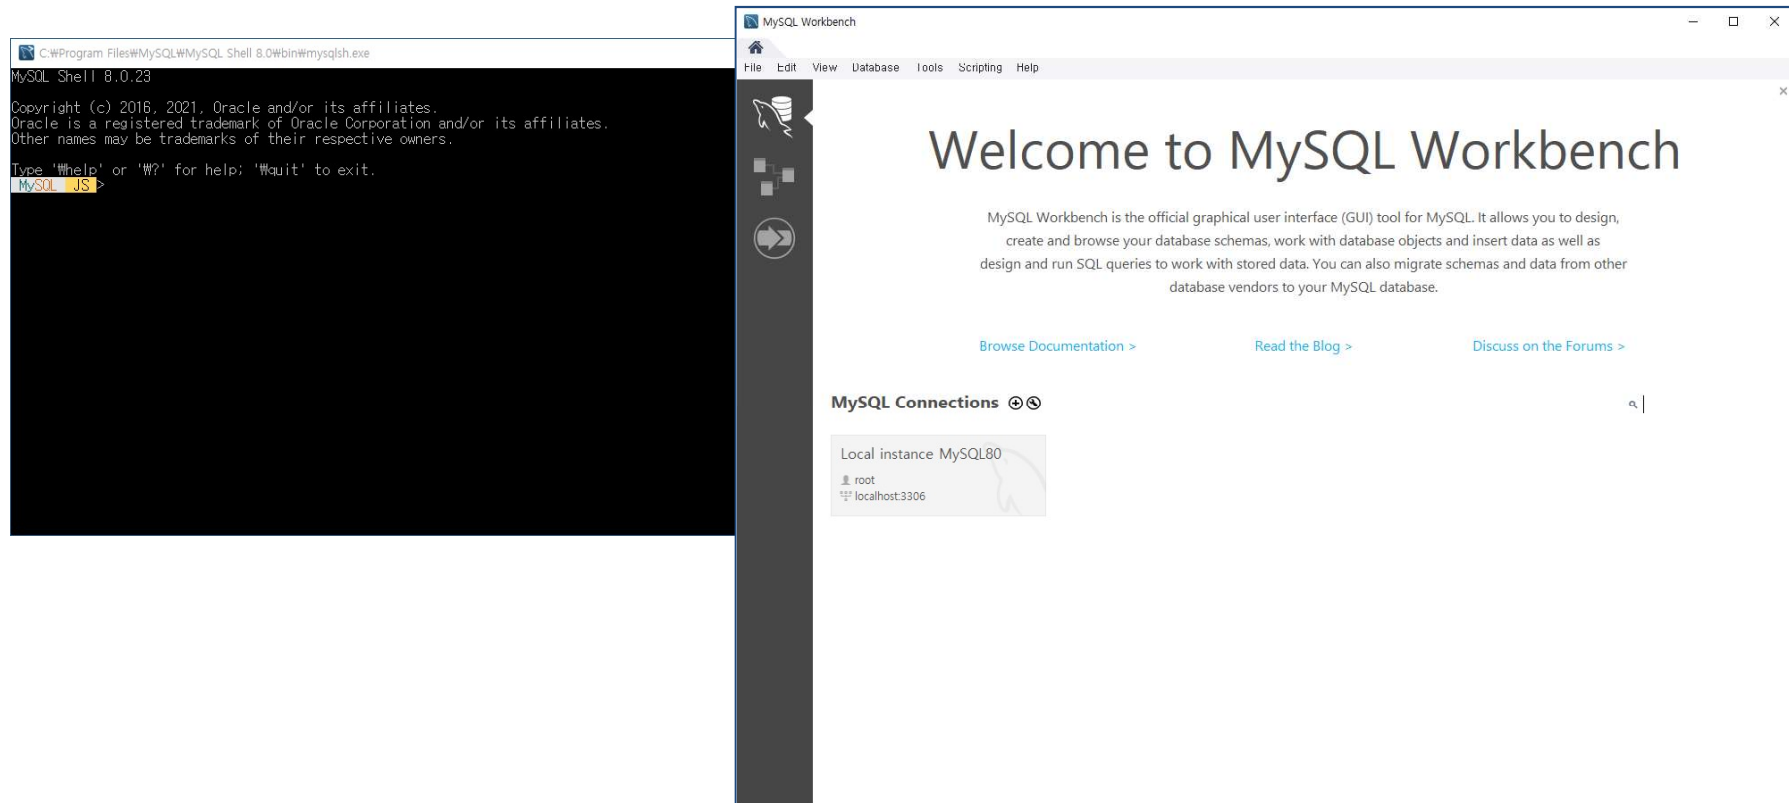 C:₩Program Files₩MySQL₩MySQL Shell 8.0₩bin₩mysqlsh.exe
MySQL Shell 8.0.23
Copyright (c) 2016, 2021, Oracle and/or its affiliates.
Oracle is a registered trademark of Oracle Corporation and/or its affiliates.
Other names may be trademarks of their respective owners.
Type '₩help' or '₩?' for help; '₩quit' to exit.
MySQL JS >
MySQL Workbench
File Edit View Database Tools Scripting Help
Welcome to MySQL Workbench
MySQL Workbench is the official graphical user interface (GUI) tool for MySQL. It allows you to design,
create and browse your database schemas, work with database objects and insert data as well as
design and run SQL queries to work with stored data. You can also migrate schemas and data from other
database vendors to your MySQL database.
Browse Documentation > Read the Blog > Discuss on the Forums >
MySQL Connections
Local instance MySQL80
root
localhost:3306